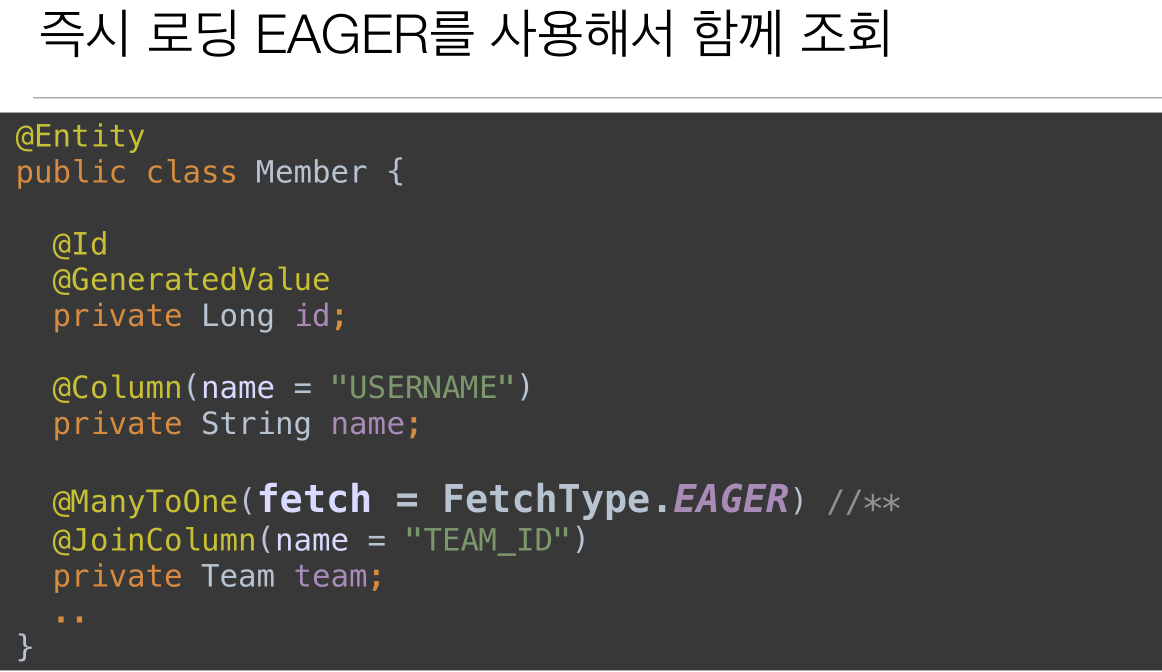 즉시 로딩 EAGER를 사용해서 함께 조회
@Entity
public class Member {
@Id
@GeneratedValue
private Long id;
@Column(name = "USERNAME")
private String name;
@ManyToOne(fetch = FetchType.EAGER) //**
@JoinColumn(name = "TEAM_ID")
private Team team;
..
}